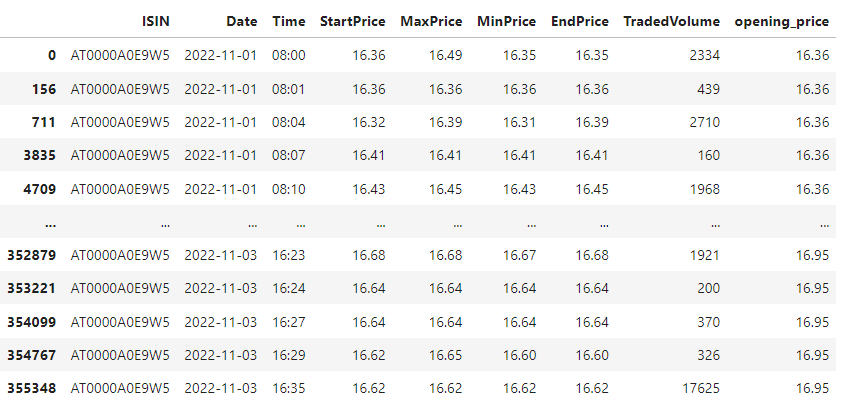 ISIN Date Time StartPrice MaxPrice MinPrice EndPrice TradedVolume opening_price
0 AT0000A0E9W5 2022-11-01 08:00 16.36 16.49 16.35 16.35 2334 16.36
156 AT0000A0E9W5 2022-11-01 08:01 16.36 16.36 16.36 16.36 439 16.36
711 AT0000A0E9W5 2022-11-01 08:04 16.32 16.39 16.31 16.39 2710 16.36
3835 AT0000A0E9W5 2022-11-01 08:07 16.41 16.41 16.41 16.41 160 16.36
4709 AT0000A0E9W5 2022-11-01 08:10 16.43 16.45 16.43 16.45 1968 16.36
... ... ... ... ... ... ... ... ... ...
352879 AT0000A0E9W5 2022-11-03 16:23 16.68 16.68 16.67 16.68 1921 16.95
353221 AT0000A0E9W5 2022-11-03 16:24 16.64 16.64 16.64 16.64 200 16.95
354099 AT0000A0E9W5 2022-11-03 16:27 16.64 16.64 16.64 16.64 370 16.95
354767 AT0000A0E9W5 2022-11-03 16:29 16.62 16.65 16.60 16.60 326 16.95
355348 AT0000A0E9W5 2022-11-03 16:35 16.62 16.62 16.62 16.62 17625 16.95